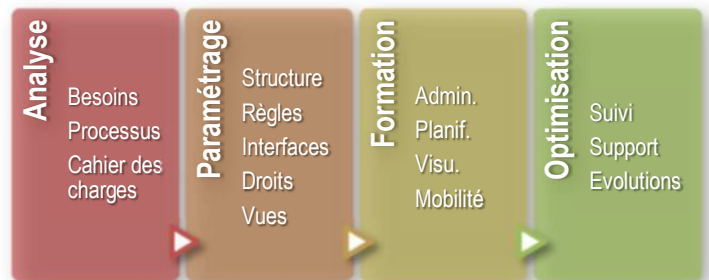 Analyse
Besoins
Processus
Cahier des
charges
Paramétrage
Structure
Règles
Interfaces
Droits
Vues
Formation
Admin.
Planif.
Visu.
Mobilité
Optimisation
Suivi
Support
Evolutions